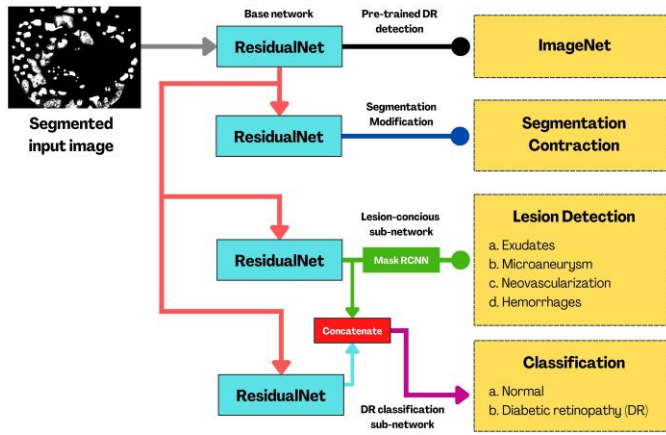 Base network
Pre-trained DR
detection
ResidualNet
ImageNet
Segmented
input image
ResidualNet
Segmentation
Modification
Segmentation
Contraction
Lesion-concious
sub-network
ResidualNet
Mask RCNN
Lesion Detection
a. Exudates
b. Microaneurysm
c. Neovascularization
d. Hemorrhages
Concatenate
ResidualNet
DR classification
sub-network
Classification
a. Normal
b. Diabetic retinopathy (DR)